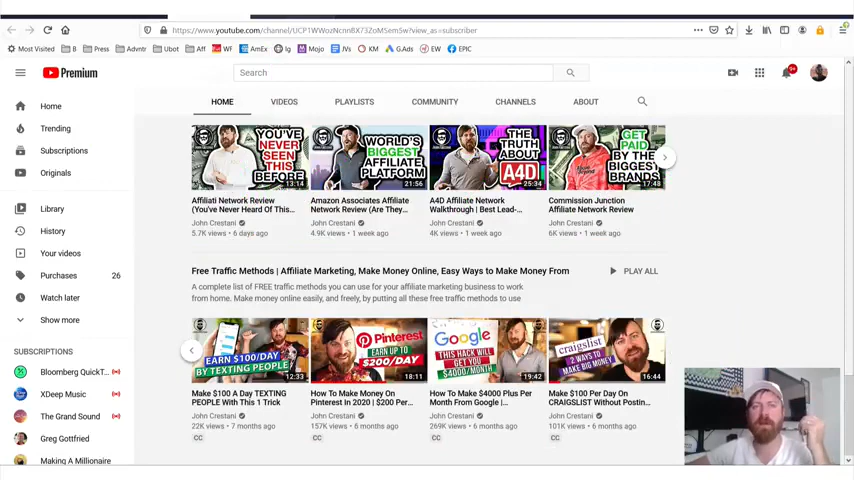 https://www.youtube.com/channel/UCP1WWozNcnnBX73ZoM5em5w?view_as=subscriber
Most Visited B Press Advntr Ubot Aff WF AmEx Ig Mojo JVs KM G.Ads EW EPIC
Premium
Search
9+
Home
Trending
Subscriptions
Originals
Library
History
Your videos
Purchases 26
Watch later
Show more
SUBSCRIPTIONS
Bloomberg QuickT...
XDeep Music
The Grand Sound
Greg Gottfried
Making A Millionaire
HOME VIDEOS PLAYLISTS COMMUNITY CHANNELS ABOUT
YOU'VE NEVER SEEN THIS BEFORE
13:14
WORLD'S BIGGEST AFFILIATE PLATFORM
21:56
THE TRUTH ABOUT A4D
25:34
GET PAID BY THE BIGGEST BRANDS
17:48
Affiliati Network Review
(You've Never Heard Of This...
John Crestani
5.7K views • 6 days ago
Amazon Associates Affiliate
Network Review (Are They...
John Crestani
4.9K views • 1 week ago
A4D Affiliate Network
Walkthrough | Best Lead-...
John Crestani
4K views • 1 week ago
Commission Junction
Affiliate Network Review
John Crestani
6K views • 1 week ago
Free Traffic Methods | Affiliate Marketing, Make Money Online, Easy Ways to Make Money From
PLAY ALL
A complete list of FREE traffic methods you can use for your affiliate marketing business to work
from home. Make money online easily, and freely, by putting all these free traffic methods to use
EARN $100/DAY
BY TEXTING PEOPLE
12:33
Pinterest
EARN UP TO
$200/DAY
18:11
Google
THIS HACK WILL
GET YOU
$4000/MONTH
19:42
craigslist
2 WAYS TO
MAKE BIG MONEY
16:44
Make $100 A Day TEXTING
PEOPLE With This 1 Trick
John Crestani
22K views • 7 months ago
CC
How To Make Money On
Pinterest In 2020 | $200 Per...
John Crestani
157K views • 6 months ago
CC
How To Make $4000 Plus Per
Month From Google |...
John Crestani
269K views • 6 months ago
CC
Make $100 Per Day On
CRAIGSLIST Without Postin...
John Crestani
101K views • 6 months ago
CC